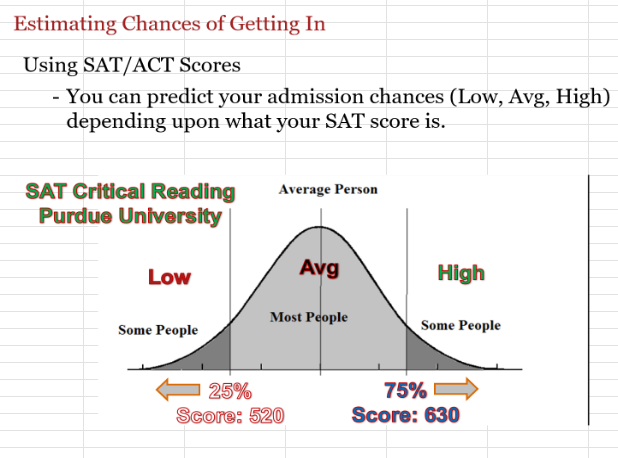 Estimating Chances of Getting In
Using SAT/ACT Scores
- You can predict your admission chances (Low, Avg, High)
depending upon what your SAT score is.
SAT Critical Reading
Purdue University
Average Person
Low
Avg
High
Some People
Most People
Some People
25%
Score: 520
75%
Score: 630